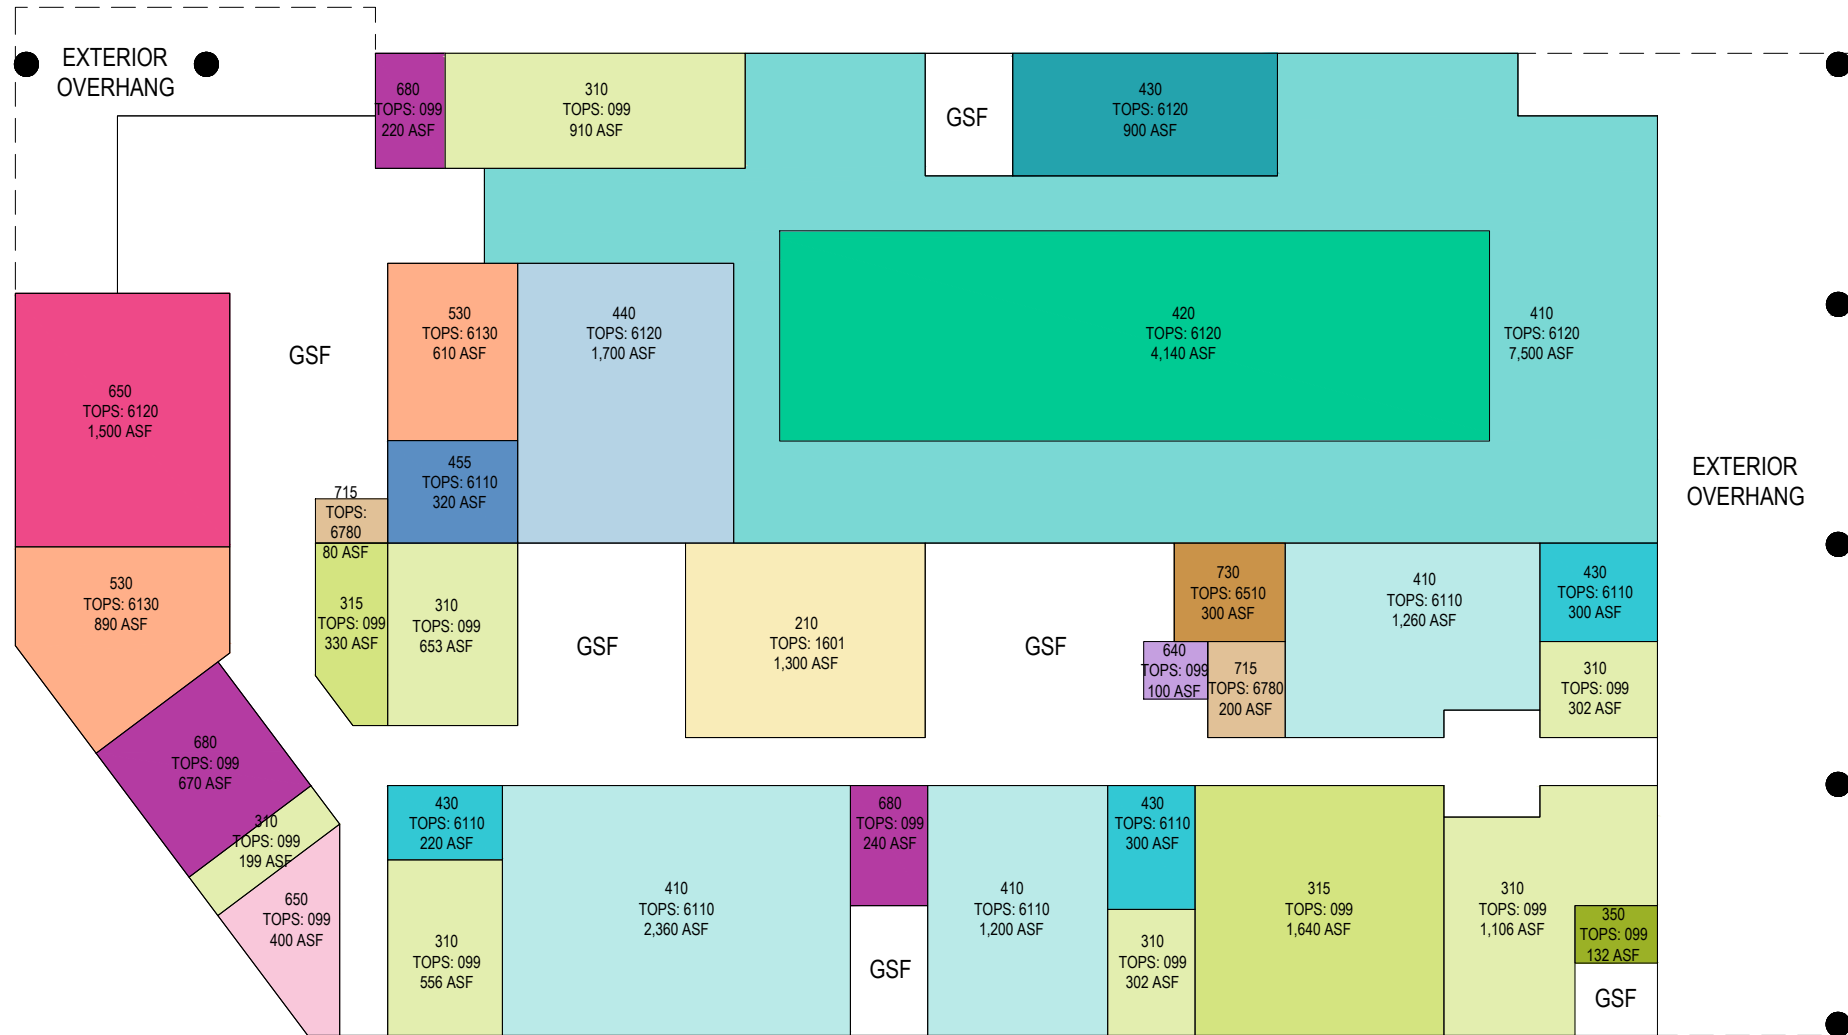 EXTERIOR
OVERHANG
680
TOPS: 099
220 ASF
310
TOPS: 099
910 ASF
GSF
430
TOPS: 6120
900 ASF
530
TOPS: 6130
610 ASF
440
TOPS: 6120
1,700 ASF
420
TOPS: 6120
4,140 ASF
410
TOPS: 6120
7,500 ASF
GSF
650
TOPS: 6120
1,500 ASF
455
TOPS: 6110
320 ASF
EXTERIOR
OVERHANG
715
TOPS:
6780
80 ASF
530
TOPS: 6130
890 ASF
315
TOPS: 099
330 ASF
310
TOPS: 099
653 ASF
GSF
210
TOPS: 1601
1,300 ASF
GSF
730
TOPS: 6510
300 ASF
410
TOPS: 6110
1,260 ASF
430
TOPS: 6110
300 ASF
640
TOPS: 099
100 ASF
715
TOPS: 6780
200 ASF
310
TOPS: 099
302 ASF
680
TOPS: 099
670 ASF
310
TOPS: 099
199 ASF
650
TOPS: 099
400 ASF
430
TOPS: 6110
220 ASF
310
TOPS: 099
556 ASF
410
TOPS: 6110
2,360 ASF
680
TOPS: 099
240 ASF
GSF
410
TOPS: 6110
1,200 ASF
430
TOPS: 6110
300 ASF
310
TOPS: 099
302 ASF
315
TOPS: 099
1,640 ASF
310
TOPS: 099
1,106 ASF
350
TOPS: 099
132 ASF
GSF